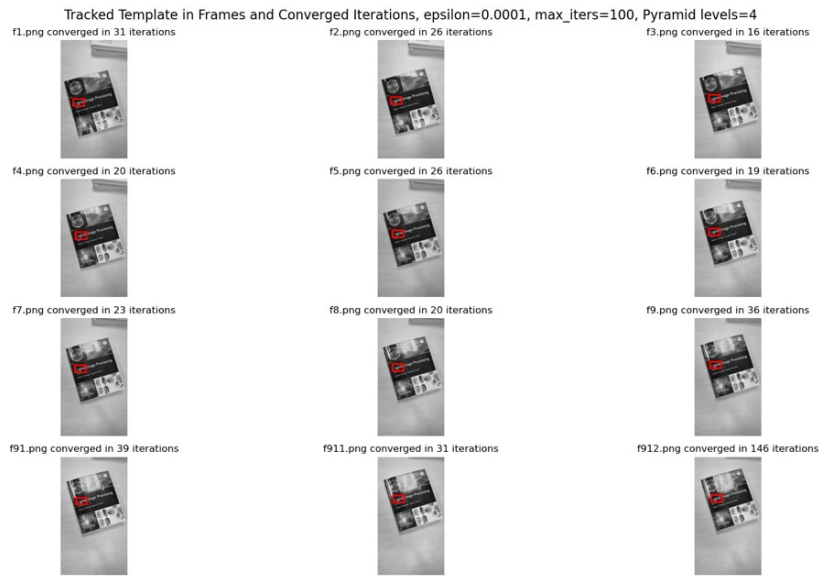 Tracked Template in Frames and Converged Iterations, epsilon=0.0001, max_iters=100, Pyramid levels=4
f1.png converged in 31 iterations
f2.png converged in 26 iterations
f3.png converged in 16 iterations
f4.png converged in 20 iterations
f5.png converged in 26 iterations
f6.png converged in 19 iterations
f7.png converged in 23 iterations
f8.png converged in 20 iterations
f9.png converged in 36 iterations
f91.png converged in 39 iterations
f911.png converged in 31 iterations
f912.png converged in 146 iterations